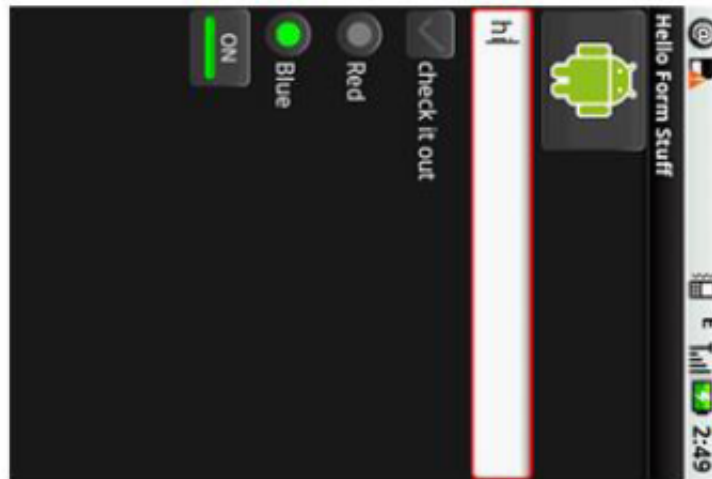 @ E 2:49
Hello Form Stuff
hi
check it out
Red
Blue
ON